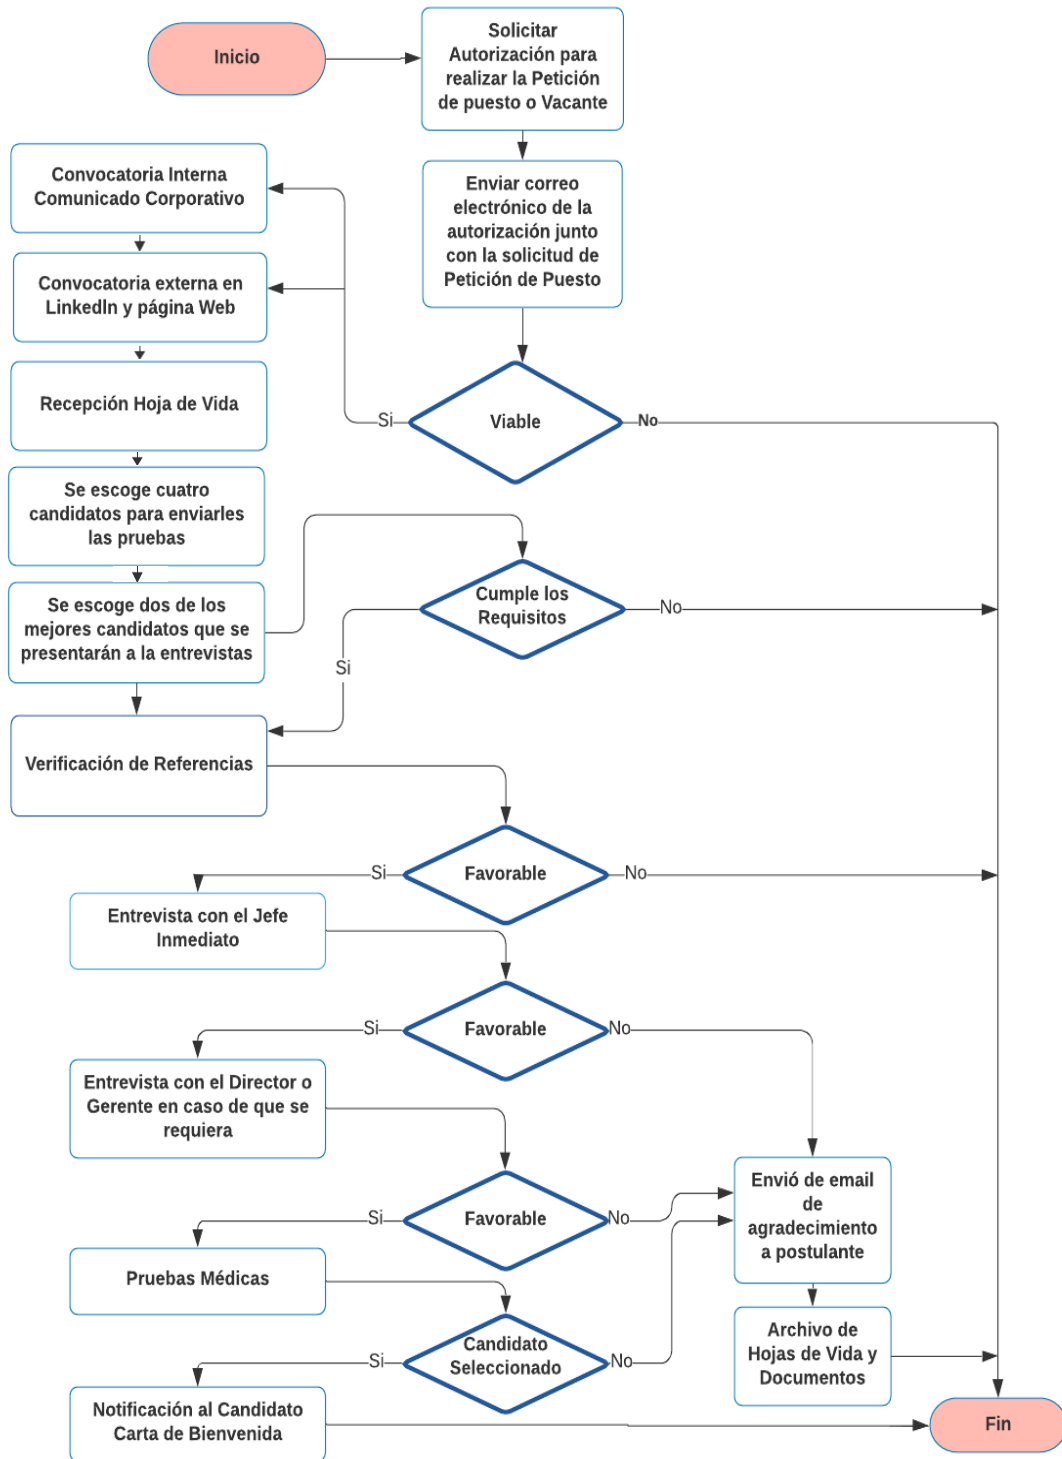 Inicio
Solicitar
Autorización para
realizar la Petición
de puesto o Vacante
Convocatoria Interna
Comunicado Corporativo
Enviar correo
electrónico de la
autorización junto
con la solicitud de
Petición de Puesto
Convocatoria externa en
LinkedIn y página Web
Recepción Hoja de Vida
Si
Viable
No
Se escoge cuatro
candidatos para enviarles
las pruebas
Se escoge dos de los
mejores candidatos que se
presentarán a la entrevistas
Cumple los
Requisitos
No
Si
Verificación de Referencias
Si
Favorable
No
Entrevista con el Jefe
Inmediato
Si
Favorable
No
Entrevista con el Director o
Gerente en caso de que se
requiera
Si
Favorable
No
Envió de email
de
agradecimiento
a postulante
Pruebas Médicas
Si
Candidato
Seleccionado
No
Archivo de
Hojas de Vida y
Documentos
Notificación al Candidato
Carta de Bienvenida
Fin